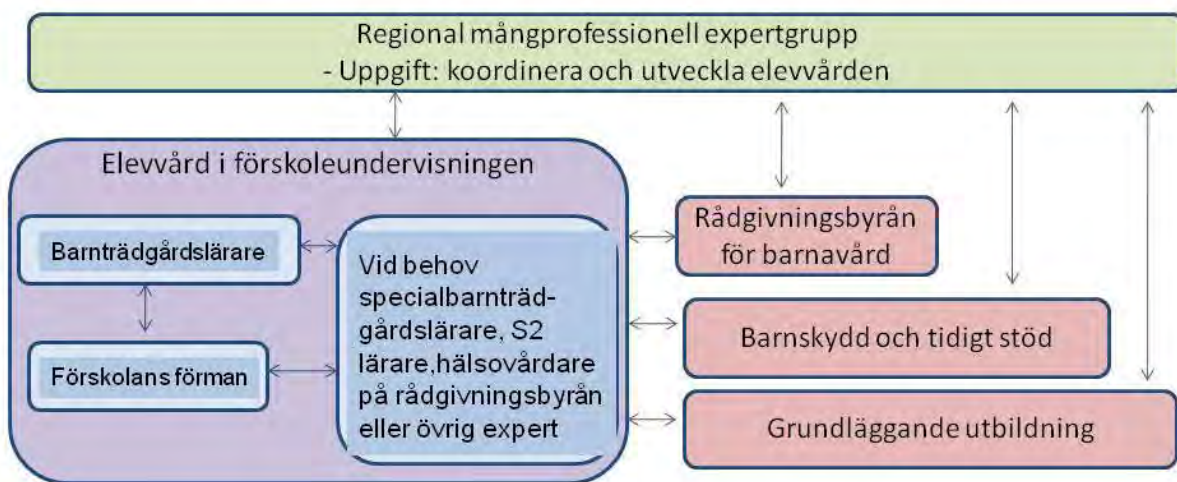 Regional mångprofessionell expertgrupp
- Uppgift: koordinera och utveckla elevvården
Elevvård i förskoleundervisningen
Barnträdgårdslärare
Förskolans förman
Vid behov
specialbarnträd-
gårdslärare, S2
lärare,hälsovårdare
på rådgivningsbyrån
eller övrig expert
Rådgivningsbyrån
för barnavård
Barnskydd och tidigt stöd
Grundläggande utbildning